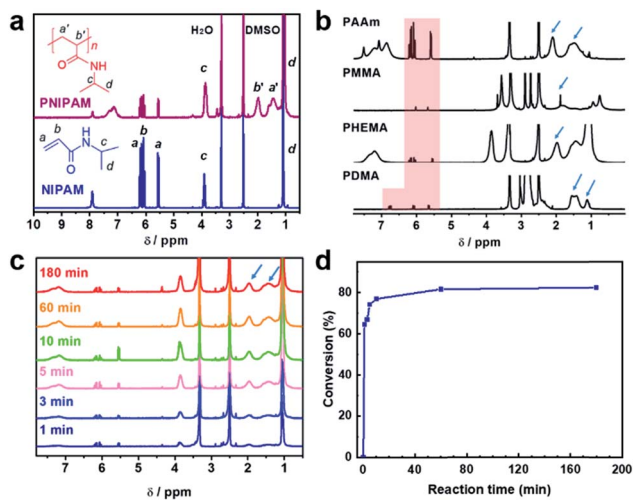 a
a' b' n
O NH
c d
d
PNIPAM
H₂O DMSO
c b' a' d
b
a c
O N H d
d
NIPAM
a b a c d
10 9 8 7 6 5 4 3 2 1
δ / ppm
b
PAAm
PMMA
PHEMA
PDMA
7 6 5 4 3 2 1
δ / ppm
c
180 min
60 min
10 min
5 min
3 min
1 min
7 6 5 4 3 2 1
δ / ppm
d
Conversion (%)
80
60
40
20
0
0 40 80 120 160 200
Reaction time (min)